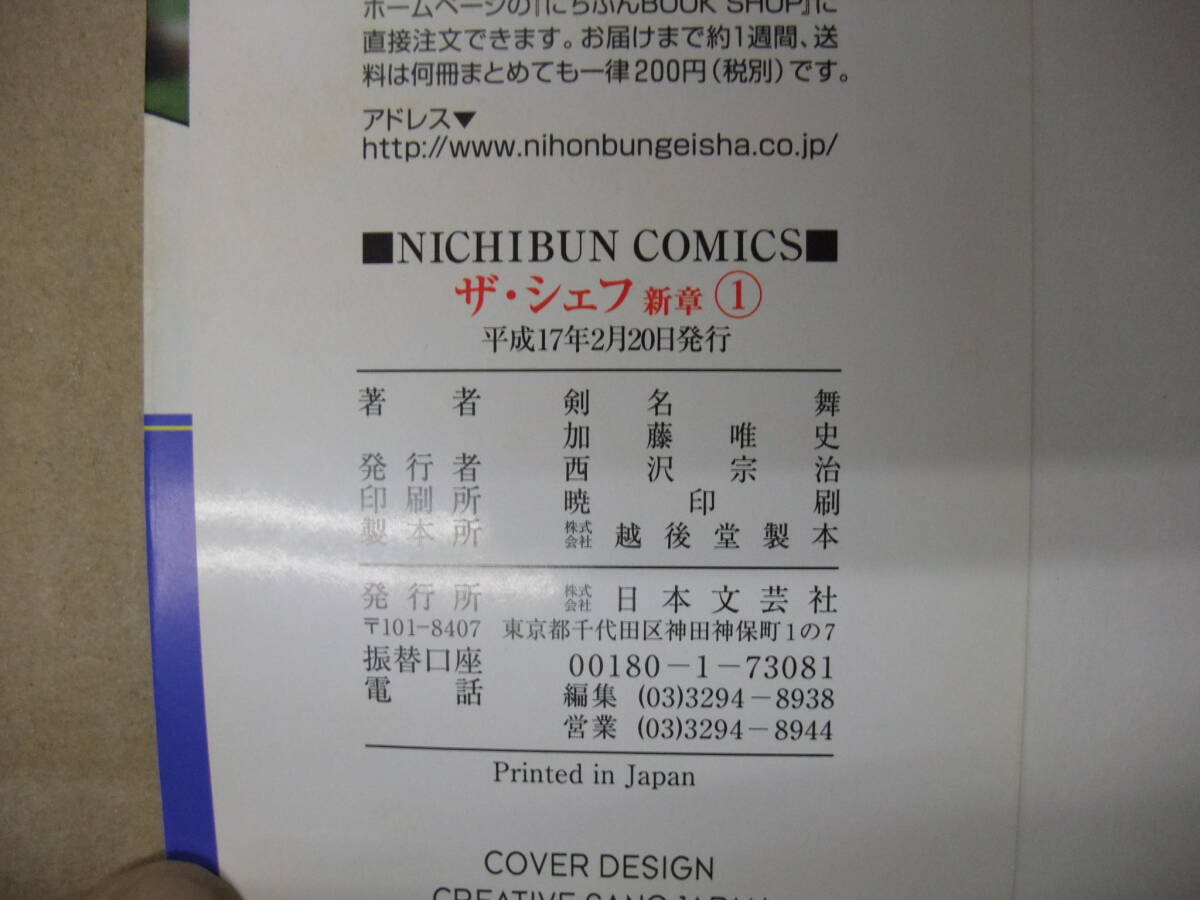 ホームページの『にちぶんBOOK SHOP』に
直接注文できます。お届けまで約1週間、送
料は何冊まとめても一律200円(税別)です。
アドレス▼
http://www.nihonbungeisha.co.jp/
■NICHIBUN COMICS■
ザ・シェフ 新章 ①
平成17年2月20日発行
著者 剣名舞
加藤唯史
発行者 西沢宗治
印刷所 暁印刷
製本所 株式会社 越後堂製本
発行所 株式会社 日本文芸社
〒101-8407 東京都千代田区神田神保町1の7
振替口座 00180-1-73081
電話 編集 (03)3294-8938
営業 (03)3294-8944
Printed in Japan
COVER DESIGN
CREATIVE SANO JAPAN